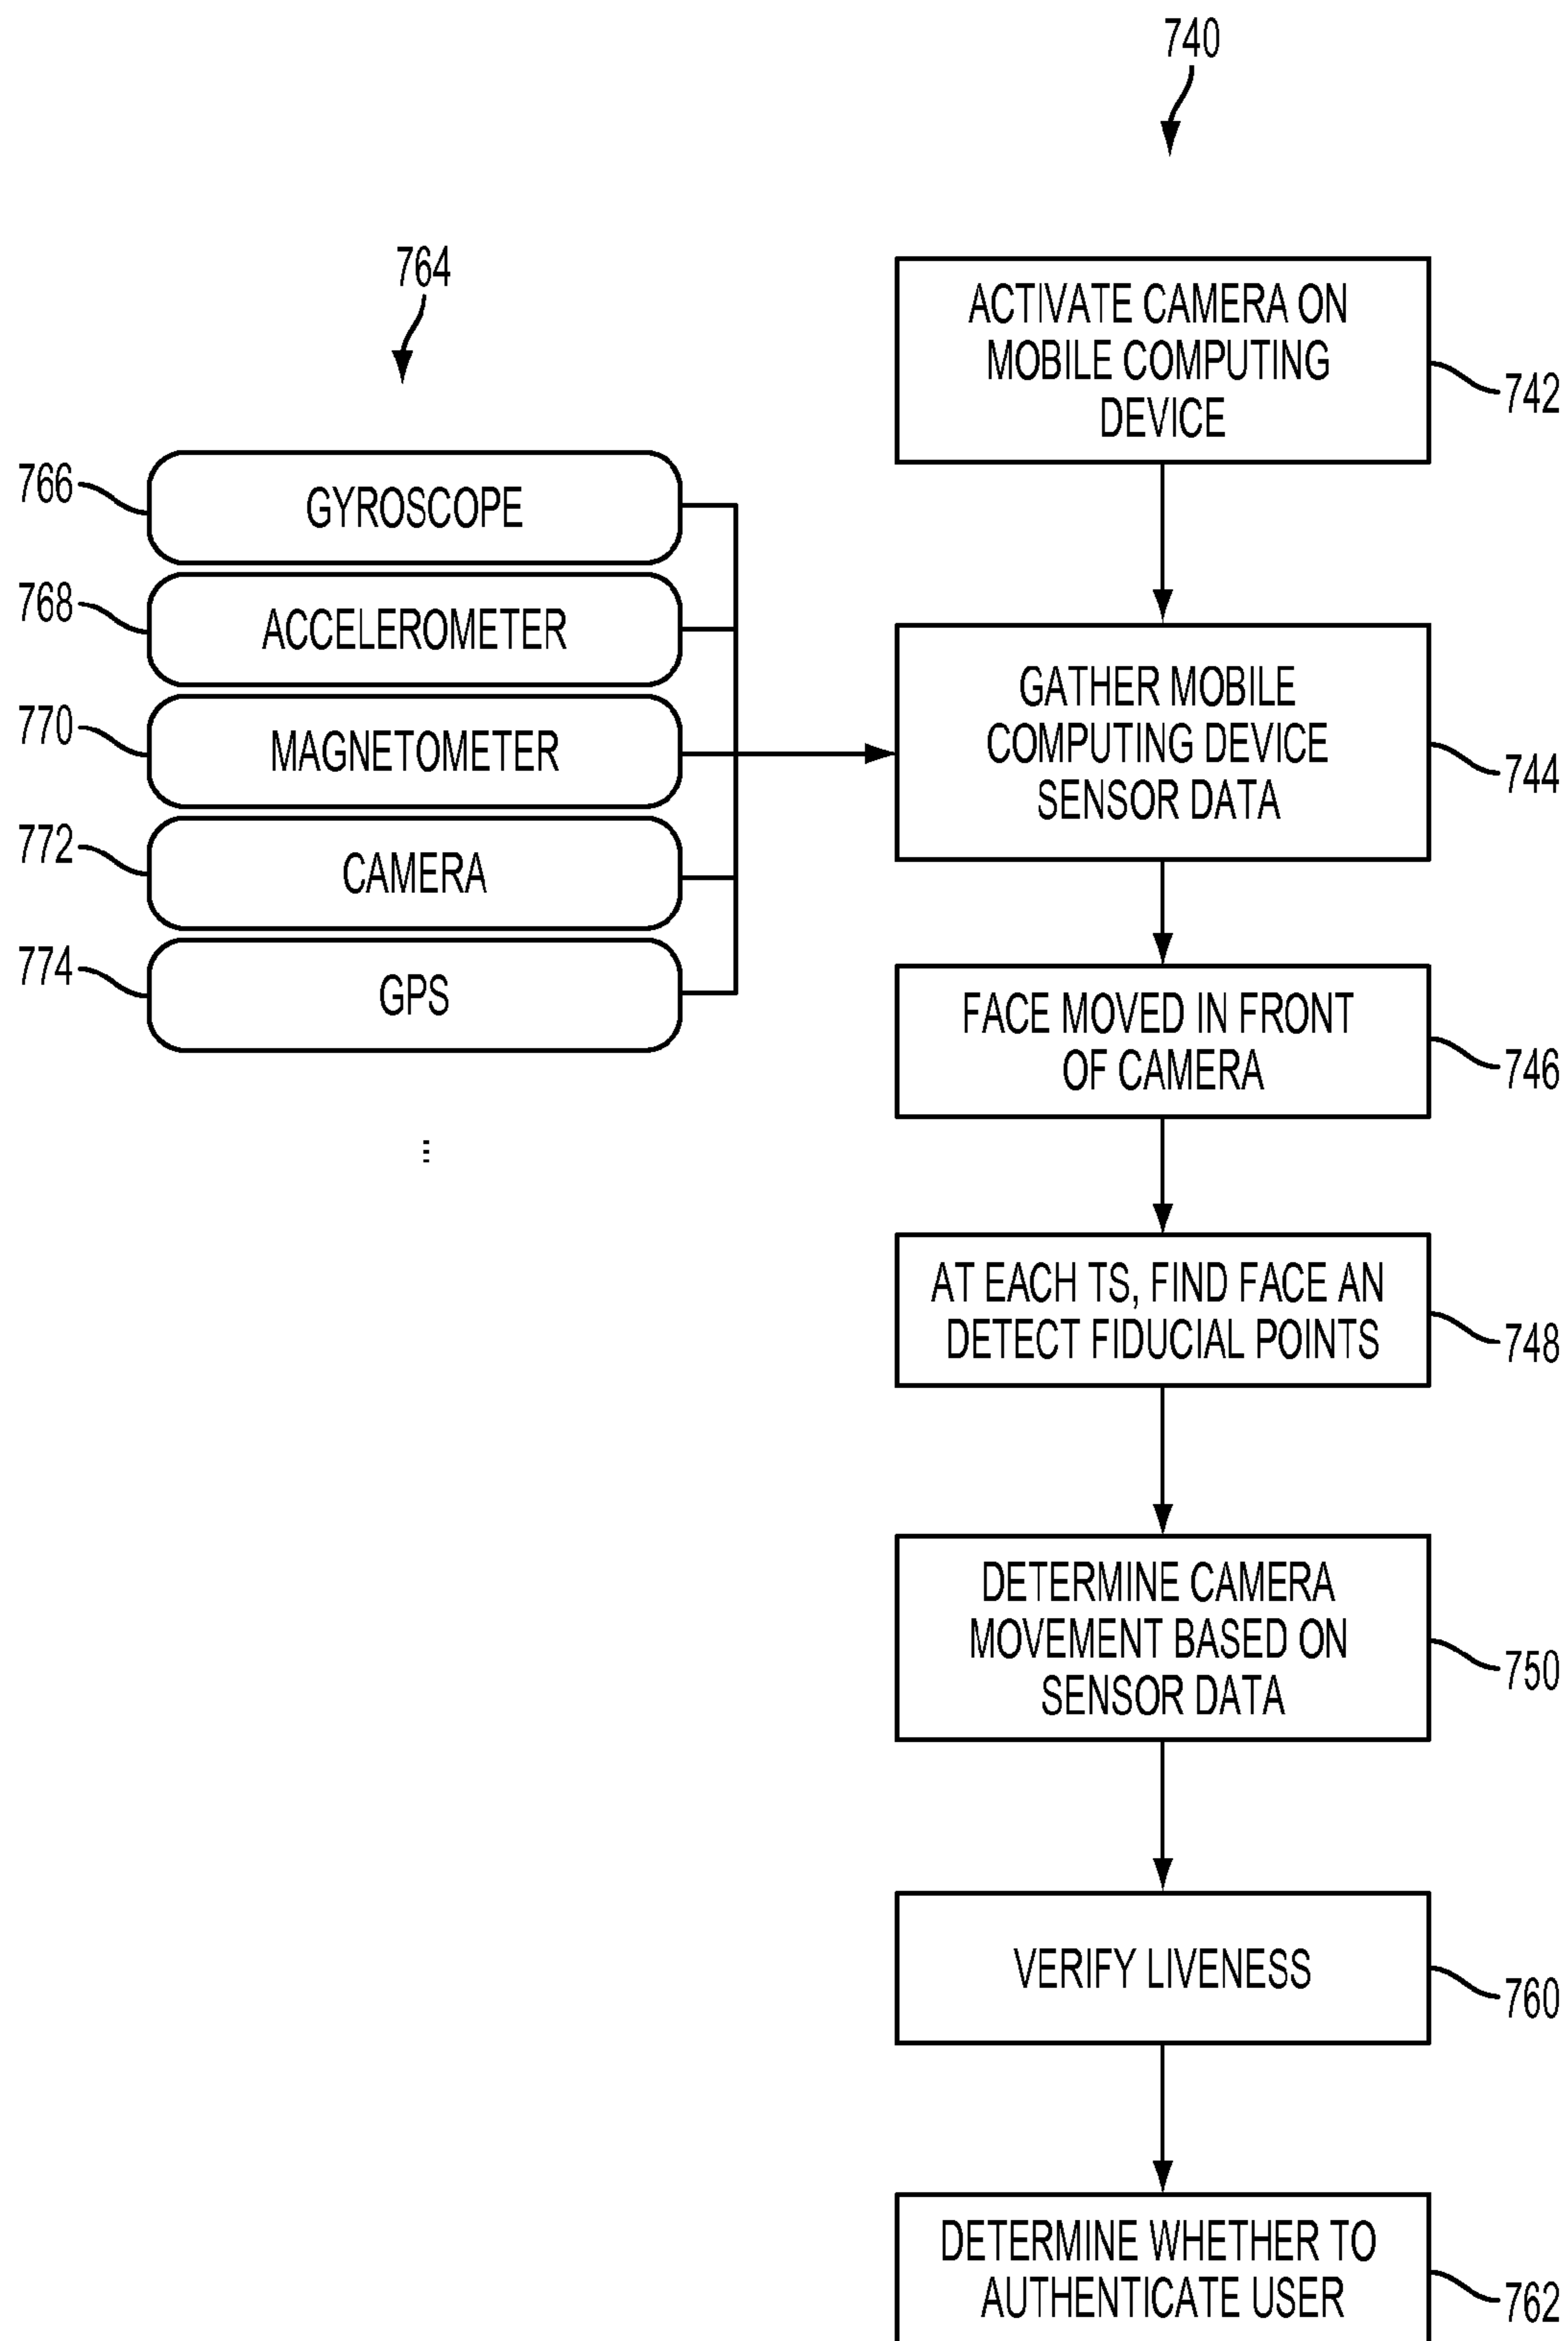 740
764
ACTIVATE CAMERA ON
MOBILE COMPUTING
DEVICE
742
766
GYROSCOPE
768
ACCELEROMETER
770
MAGNETOMETER
772
CAMERA
774
GPS
...
GATHER MOBILE
COMPUTING DEVICE
SENSOR DATA
744
FACE MOVED IN FRONT
OF CAMERA
746
AT EACH TS, FIND FACE AN
DETECT FIDUCIAL POINTS
748
DETERMINE CAMERA
MOVEMENT BASED ON
SENSOR DATA
750
VERIFY LIVENESS
760
DETERMINE WHETHER TO
AUTHENTICATE USER
762